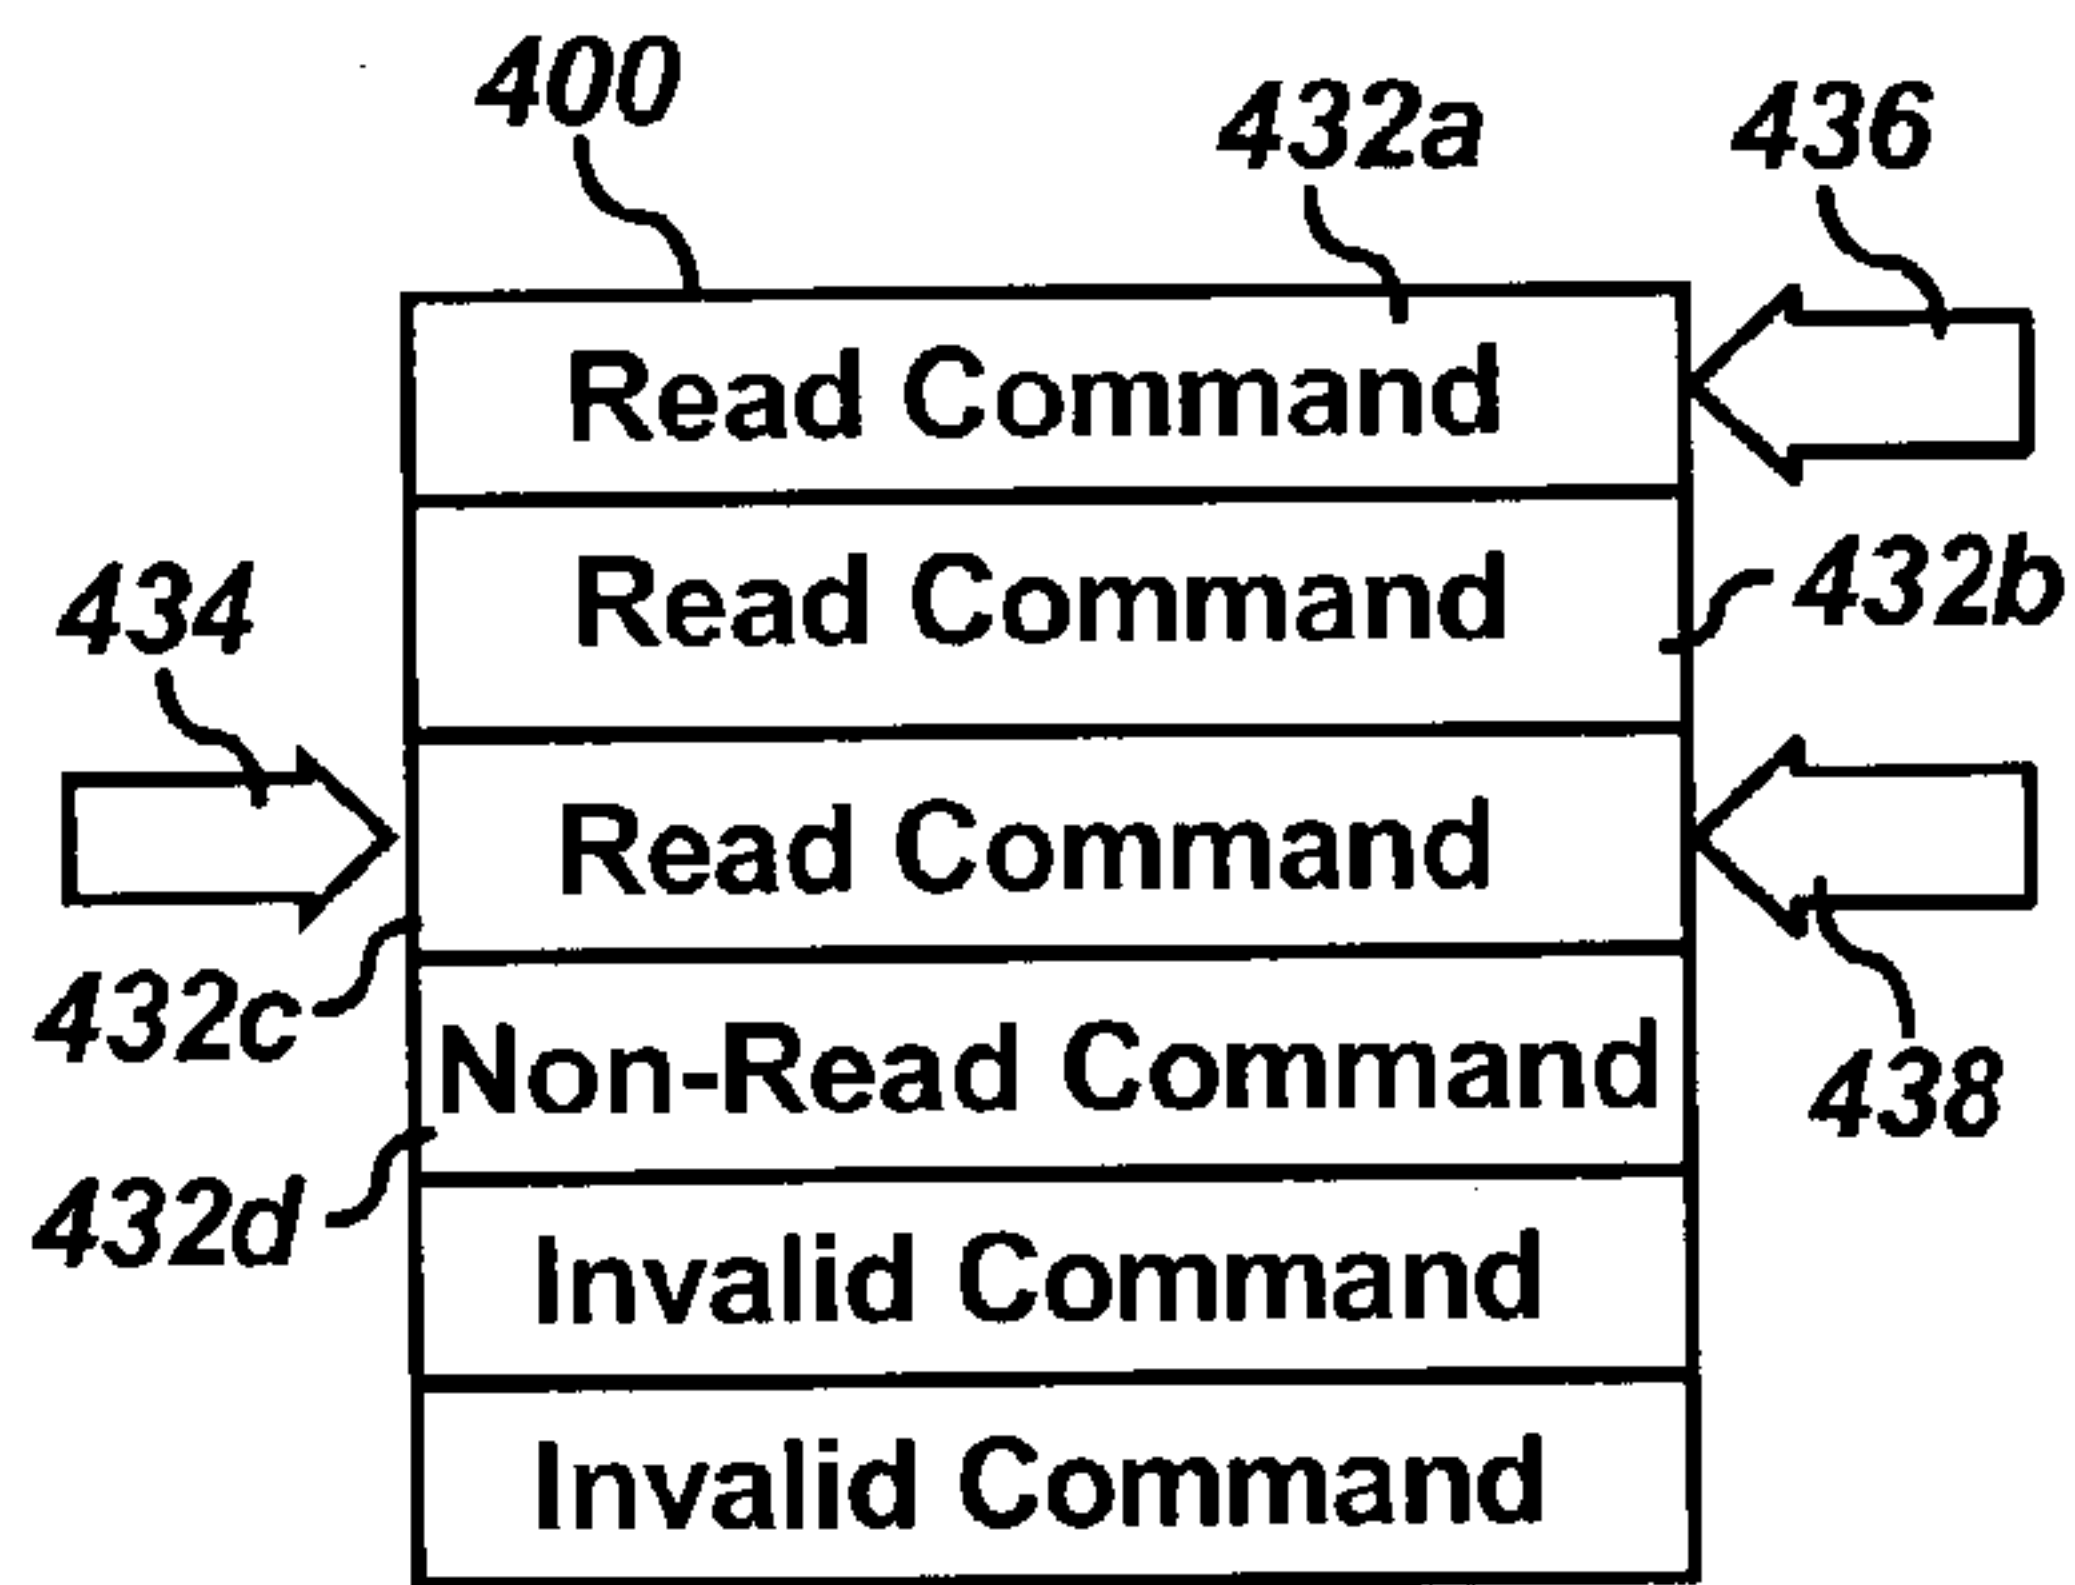 400
432a
436
Read Command
Read Command
432b
434
Read Command
432c
Non-Read Command
438
432d
Invalid Command
Invalid Command